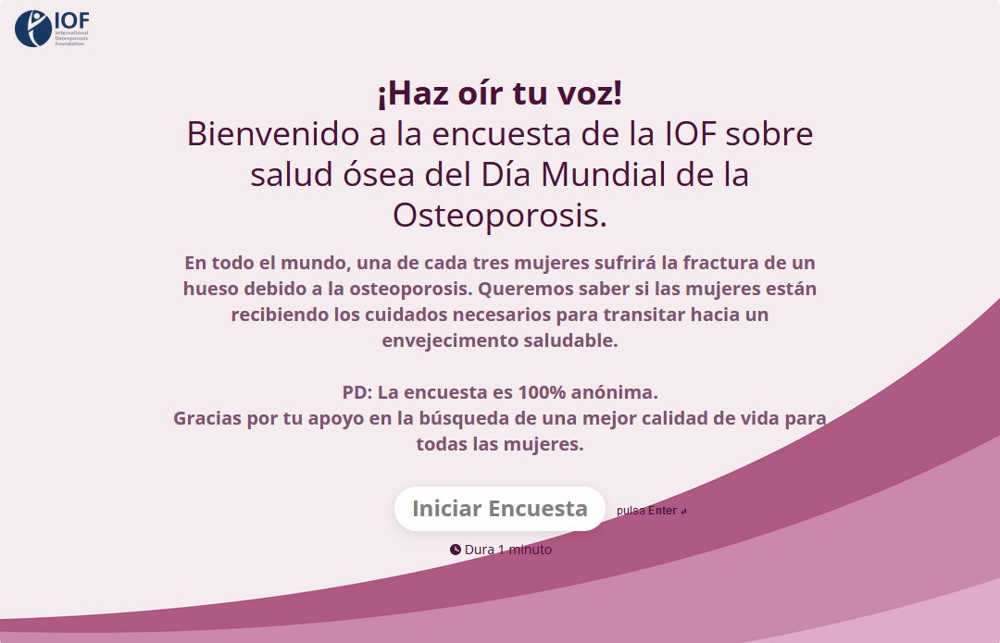 IOF
International
Osteoporosis
Foundation
¡Haz oír tu voz!
Bienvenido a la encuesta de la IOF sobre
salud ósea del Día Mundial de la
Osteoporosis.
En todo el mundo, una de cada tres mujeres sufrirá la fractura de un
hueso debido a la osteoporosis. Queremos saber si las mujeres están
recibiendo los cuidados necesarios para transitar hacia un
envejecimento saludable.
PD: La encuesta es 100% anónima.
Gracias por tu apoyo en la búsqueda de una mejor calidad de vida para
todas las mujeres.
Iniciar Encuesta
pulsa Enter ↵
Dura 1 minuto